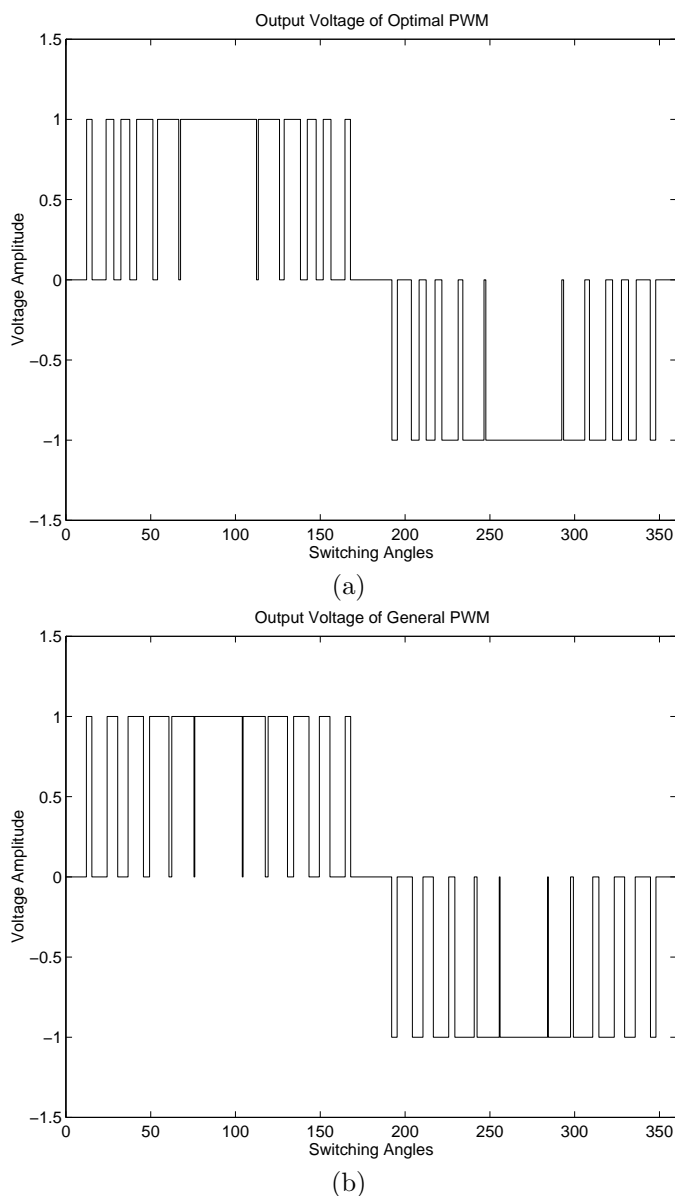 Output Voltage of Optimal PWM
1.5
1
0.5
0
−0.5
−1
−1.5
Voltage Amplitude
0 50 100 150 200 250 300 350
Switching Angles
(a)
Output Voltage of General PWM
1.5
1
0.5
0
−0.5
−1
−1.5
Voltage Amplitude
0 50 100 150 200 250 300 350
Switching Angles
(b)